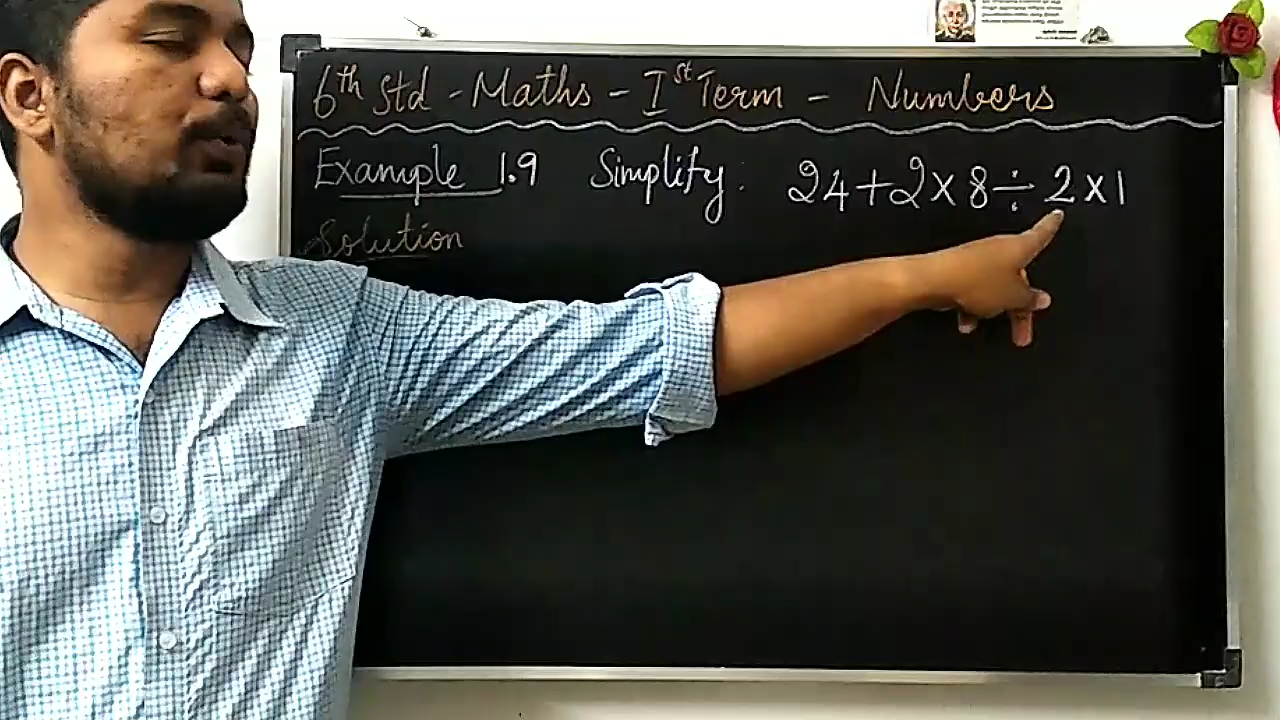 6th Std - Maths - Ist Term - Numbers
Example 1.9 Simplify: 24+2×8÷2×1
Solution